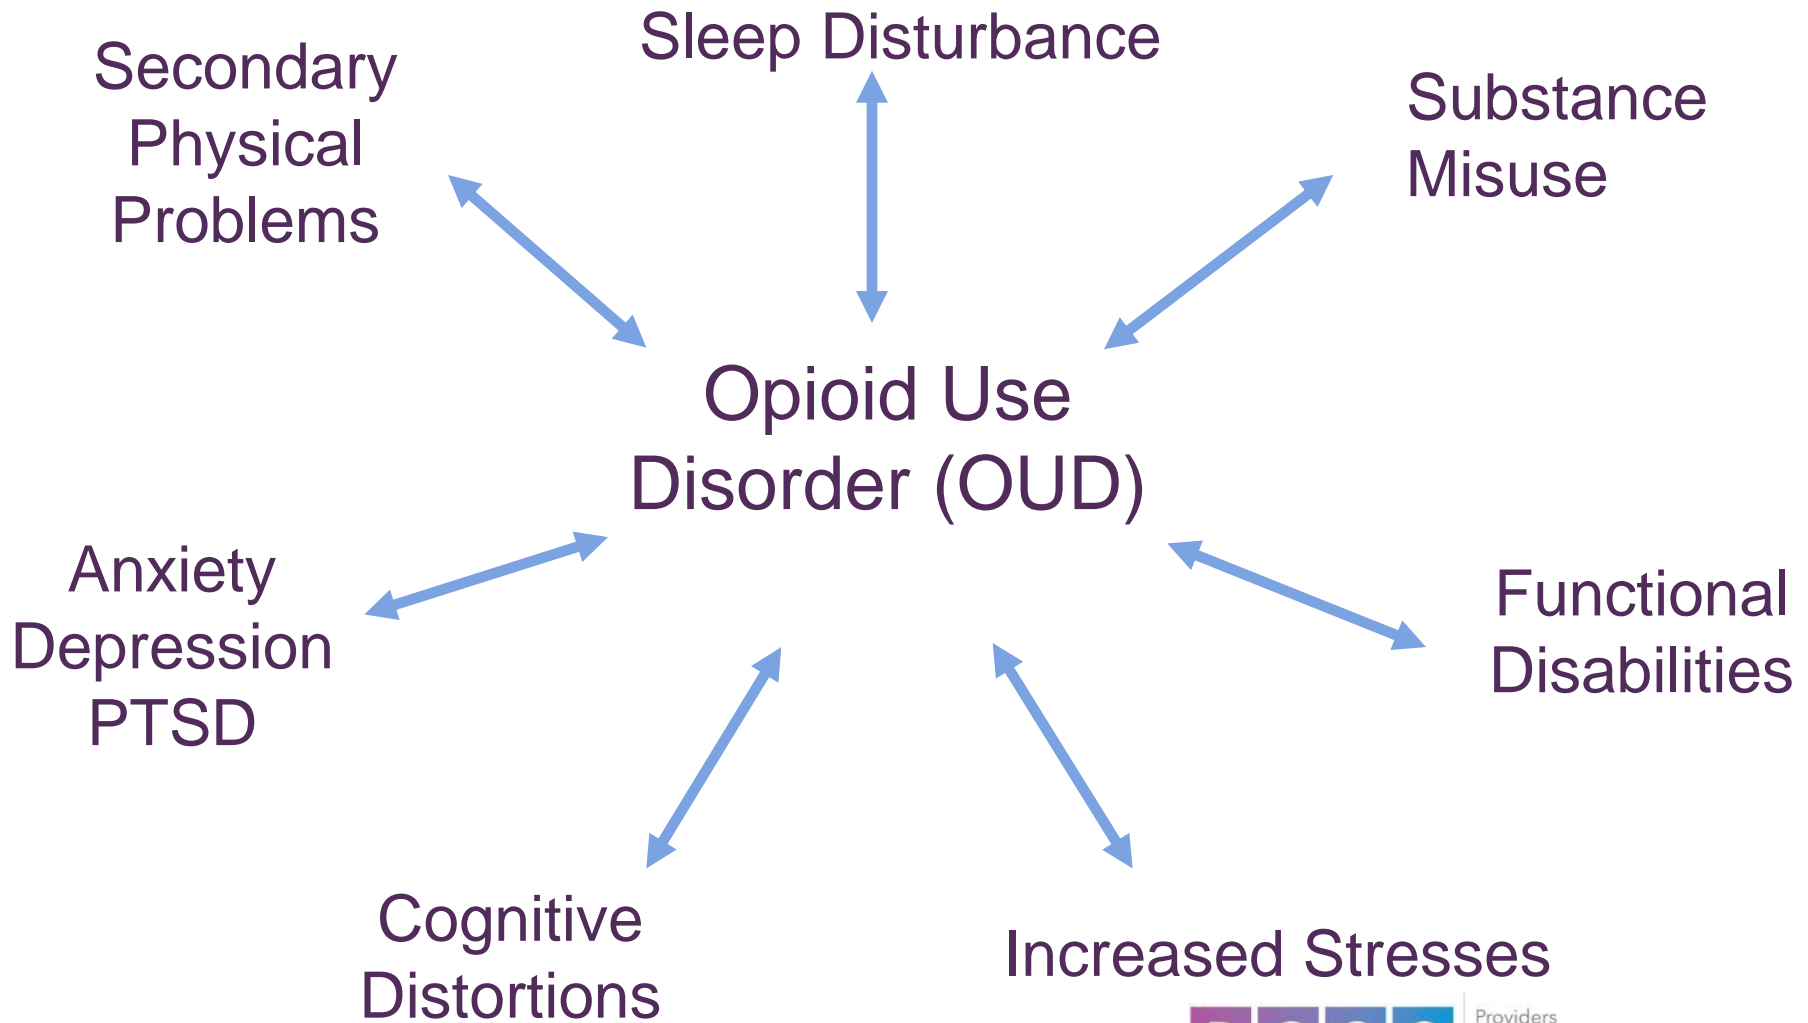 Sleep Disturbance
Secondary
Physical
Problems
Substance
Misuse
Opioid Use
Disorder (OUD)
Anxiety
Depression
PTSD
Functional
Disabilities
Cognitive
Distortions
Increased Stresses
Providers